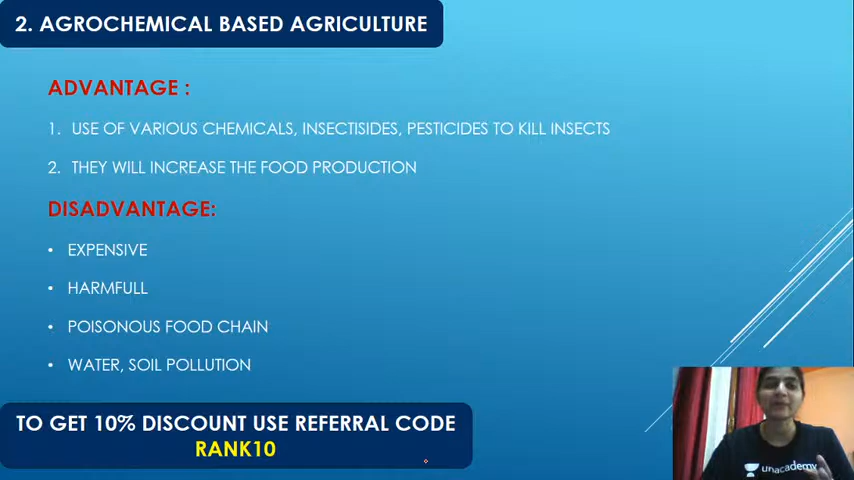 2. AGROCHEMICAL BASED AGRICULTURE
ADVANTAGE :
1. USE OF VARIOUS CHEMICALS, INSECTISIDES, PESTICIDES TO KILL INSECTS
2. THEY WILL INCREASE THE FOOD PRODUCTION
DISADVANTAGE:
• EXPENSIVE
• HARMFULL
• POISONOUS FOOD CHAIN
• WATER, SOIL POLLUTION
TO GET 10% DISCOUNT USE REFERRAL CODE
RANK10
unacademy